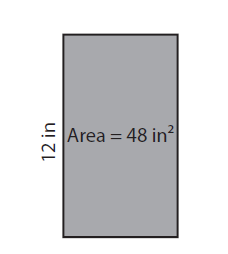 12 in
Area = 48 in²